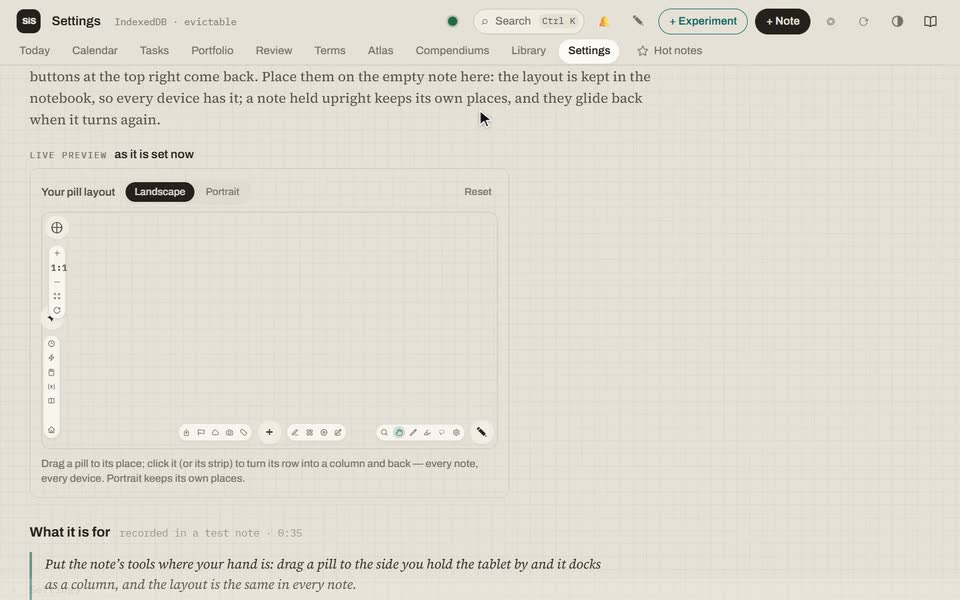 SiS Settings IndexedDB · evictable Search Ctrl K + Experiment + Note
Today Calendar Tasks Portfolio Review Terms Atlas Compendiums Library Settings Hot notes
buttons at the top right come back. Place them on the empty note here: the layout is kept in the
notebook, so every device has it; a note held upright keeps its own places, and they glide back
when it turns again.
LIVE PREVIEW as it is set now
Your pill layout Landscape Portrait Reset
1:1
Drag a pill to its place; click it (or its strip) to turn its row into a column and back — every note,
every device. Portrait keeps its own places.
What it is for recorded in a test note · 0:35
Put the note's tools where your hand is: drag a pill to the side you hold the tablet by and it docks
as a column, and the layout is the same in every note.